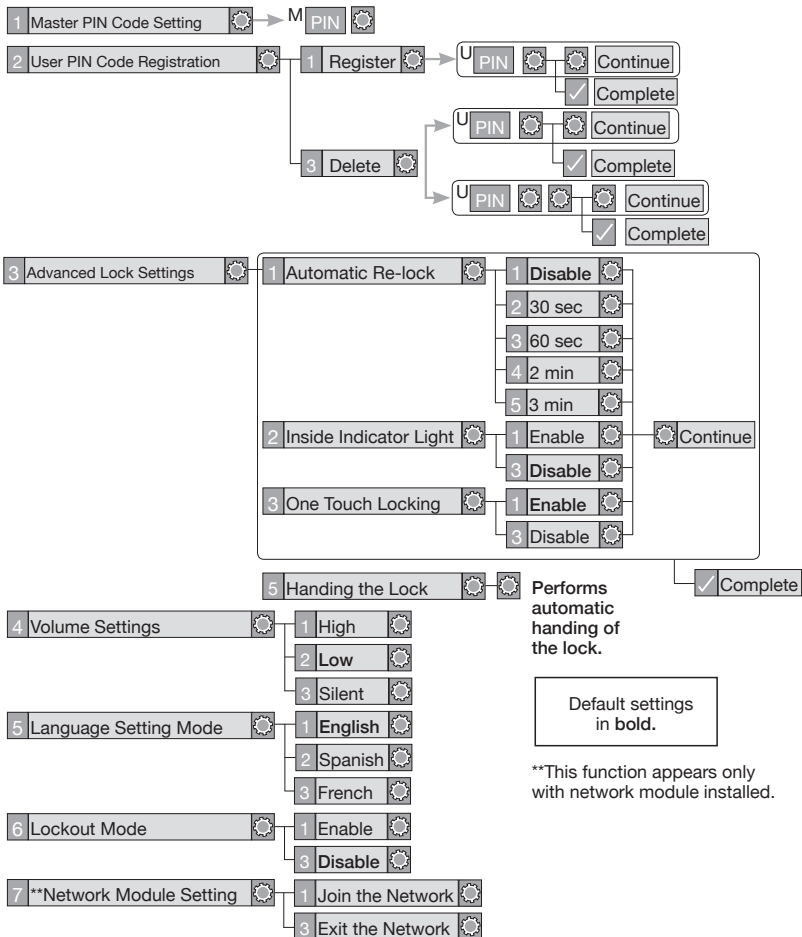 1 Master PIN Code Setting M PIN
2 User PIN Code Registration 1 Register U PIN Continue
Complete
U PIN Continue
3 Delete Complete
U PIN Continue
Complete
3 Advanced Lock Settings 1 Automatic Re-lock 1 Disable
2 30 sec
3 60 sec
4 2 min
5 3 min
2 Inside Indicator Light 1 Enable Continue
3 Disable
3 One Touch Locking 1 Enable
3 Disable
5 Handing the Lock Performs
automatic
handing of
the lock.
Complete
4 Volume Settings 1 High
2 Low
3 Silent
Default settings
in bold.
5 Language Setting Mode 1 English
2 Spanish
3 French
**This function appears only
with network module installed.
6 Lockout Mode 1 Enable
3 Disable
7 **Network Module Setting 1 Join the Network
3 Exit the Network